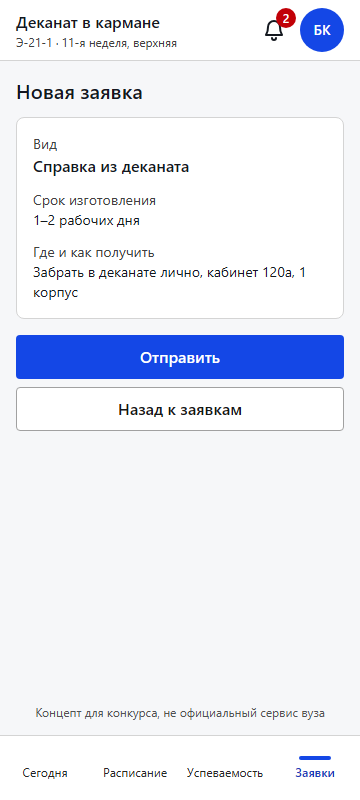 Деканат в кармане
Э-21-1 · 11-я неделя, верхняя
2
БК
Новая заявка
Вид
Справка из деканата
Срок изготовления
1–2 рабочих дня
Где и как получить
Забрать в деканате лично, кабинет 120а, 1
корпус
Отправить
Назад к заявкам
Концепт для конкурса, не официальный сервис вуза
Сегодня
Расписание
Успеваемость
Заявки